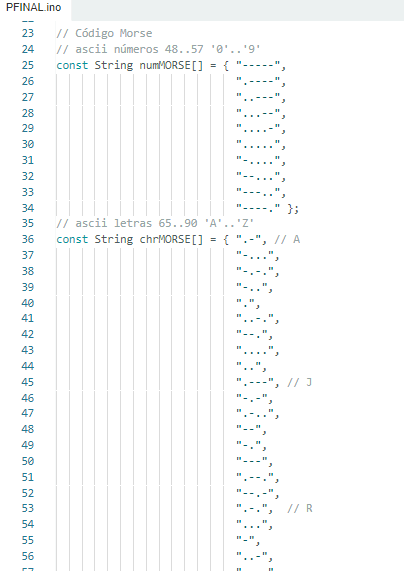 PFINAL.ino
23 // Código Morse
24 // ascii números 48..57 '0'..'9'
25 const String numMORSE[] = { "-----",
26 ".----",
27 "..---",
28 "...--",
29 "....-",
30 ".....",
31 "-....",
32 "--...",
33 "---..",
34 "----." };
35 // ascii letras 65..90 'A'..'Z'
36 const String chrMORSE[] = { ".-", // A
37 "-...",
38 "-.-.",
39 "-..",
40 ".",
41 "..-.",
42 "--.",
43 "....",
44 "..",
45 ".---", // J
46 "-.-",
47 ".-..",
48 "--",
49 "-.",
50 "---",
51 ".--.",
52 "--.-",
53 ".-.", // R
54 "...",
55 "-",
56 "..-",